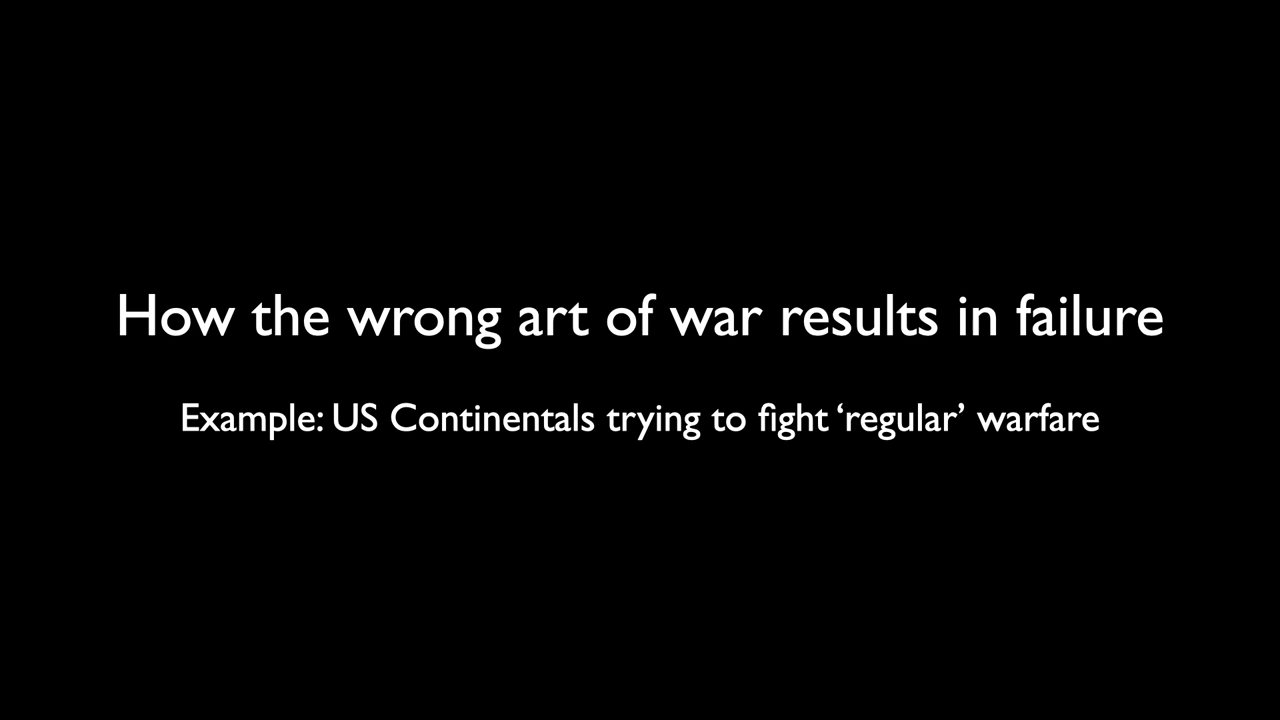 How the wrong art of war results in failure
Example: US Continentals trying to fight ‘regular’ warfare